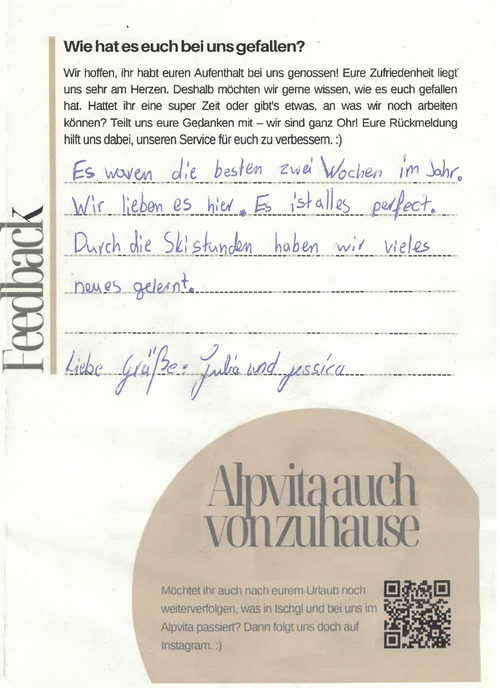 Wie hat es euch bei uns gefallen?
Wir hoffen, ihr habt euren Aufenthalt bei uns genossen! Eure Zufriedenheit liegt
uns sehr am Herzen. Deshalb möchten wir gerne wissen, wie es euch gefallen
hat. Hattet ihr eine super Zeit oder gibt's etwas, an was wir noch arbeiten
können? Teilt uns eure Gedanken mit – wir sind ganz Ohr! Eure Rückmeldung
hilft uns dabei, unseren Service für euch zu verbessern. :)
Es waren die besten zwei Wochen im Jahr.
Wir lieben es hier. Es ist alles perfect.
Durch die Skistunden haben wir vieles
neues gelernt.
Liebe Grüße: Julia und Jessica
Feedback
Alpvita auch
von zuhause
Möchtet ihr auch nach eurem Urlaub noch
weiterverfolgen, was in Ischgl und bei uns im
Alpvita passiert? Dann folgt uns doch auf
Instagram. :)